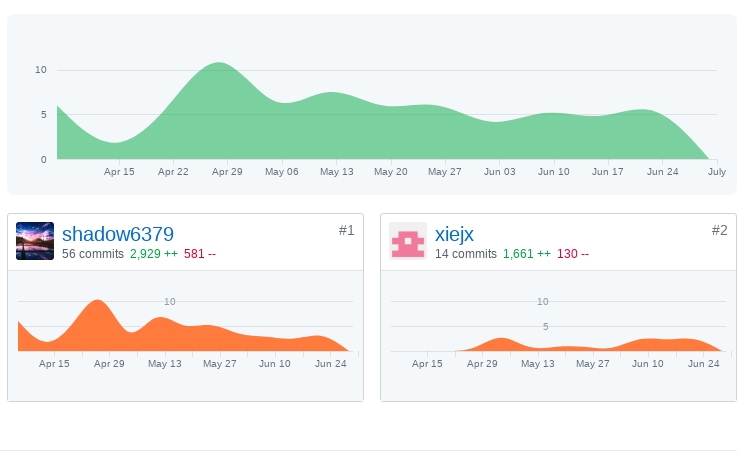 10
5
0
Apr 15 Apr 22 Apr 29 May 06 May 13 May 20 May 27 Jun 03 Jun 10 Jun 17 Jun 24 July
shadow6379 #1
56 commits 2,929 ++ 581 --
10
Apr 15 Apr 29 May 13 May 27 Jun 10 Jun 24
xiejx #2
14 commits 1,661 ++ 130 --
10
5
Apr 15 Apr 29 May 13 May 27 Jun 10 Jun 24